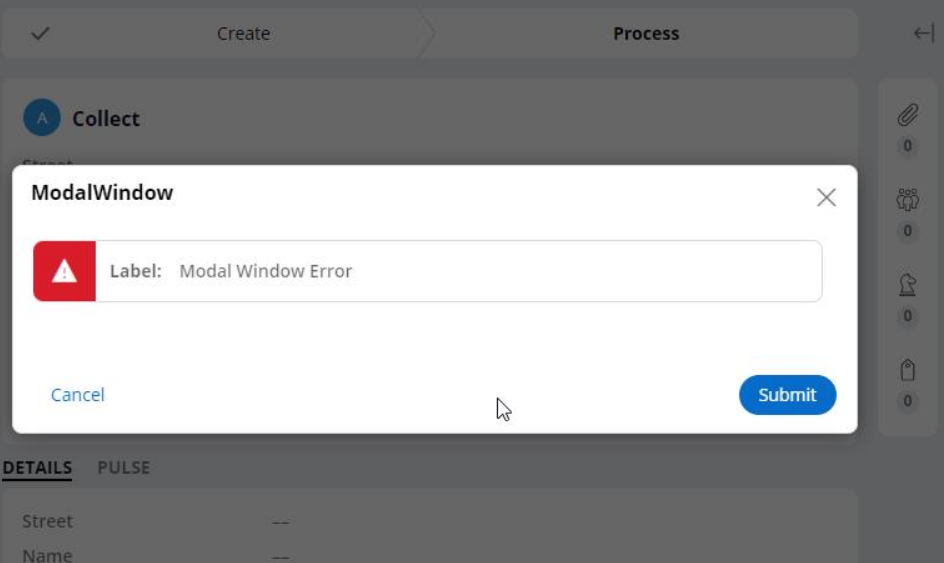 Create
Process
A Collect
Street
0
ModalWindow
0
Label: Modal Window Error
0
Cancel
Submit
0
DETAILS PULSE
Street --
Name --